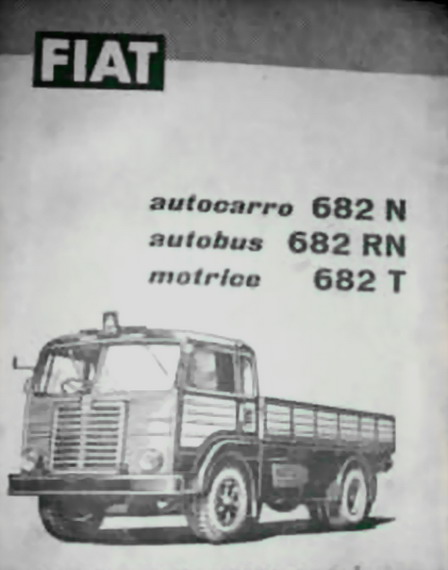 FIAT
autocarro 682 N
autobus 682 RN
motrice 682 T